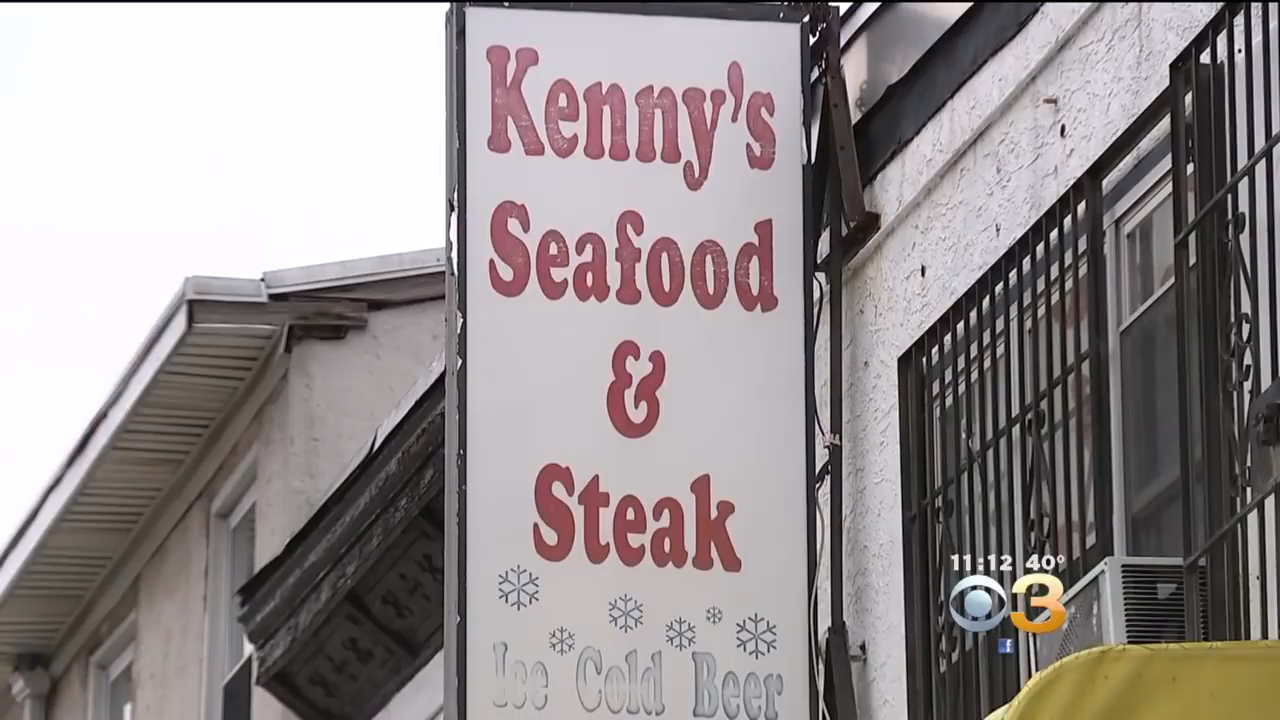 Kenny's
Seafood
&
Steak
Ice Cold Beer
11:12 40°
3
f